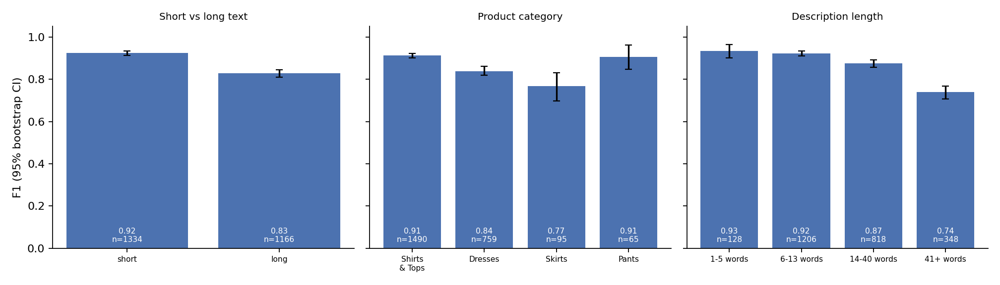 Short vs long text
Product category
Description length
F1 (95% bootstrap CI)
1.0
0.8
0.6
0.4
0.2
0.0
0.92
n=1334
0.83
n=1166
short
long
0.91
n=1490
0.84
n=759
0.77
n=95
0.91
n=65
Shirts
& Tops
Dresses
Skirts
Pants
0.93
n=128
0.92
n=1206
0.87
n=818
0.74
n=348
1-5 words
6-13 words
14-40 words
41+ words